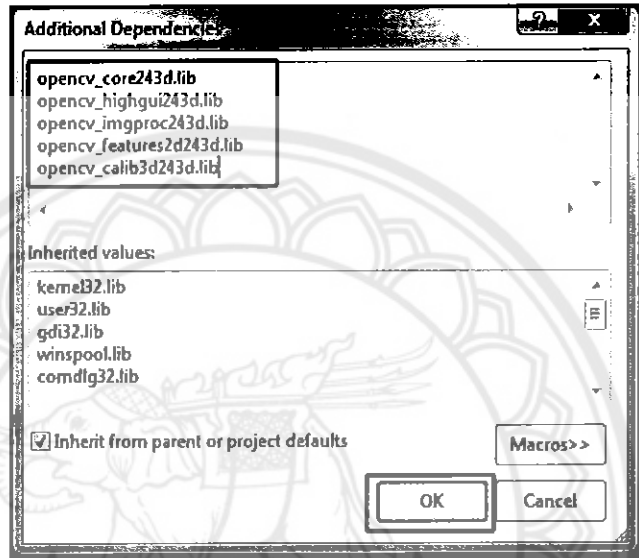 Additional Dependencies
opencv_core243d.lib
opencv_highgui243d.lib
opencv_imgproc243d.lib
opencv_features2d243d.lib
opencv_calib3d243d.lib
Inherited values:
kernel32.lib
user32.lib
gdi32.lib
winspool.lib
comdlg32.lib
Inherit from parent or project defaults
Macros>>
OK
Cancel